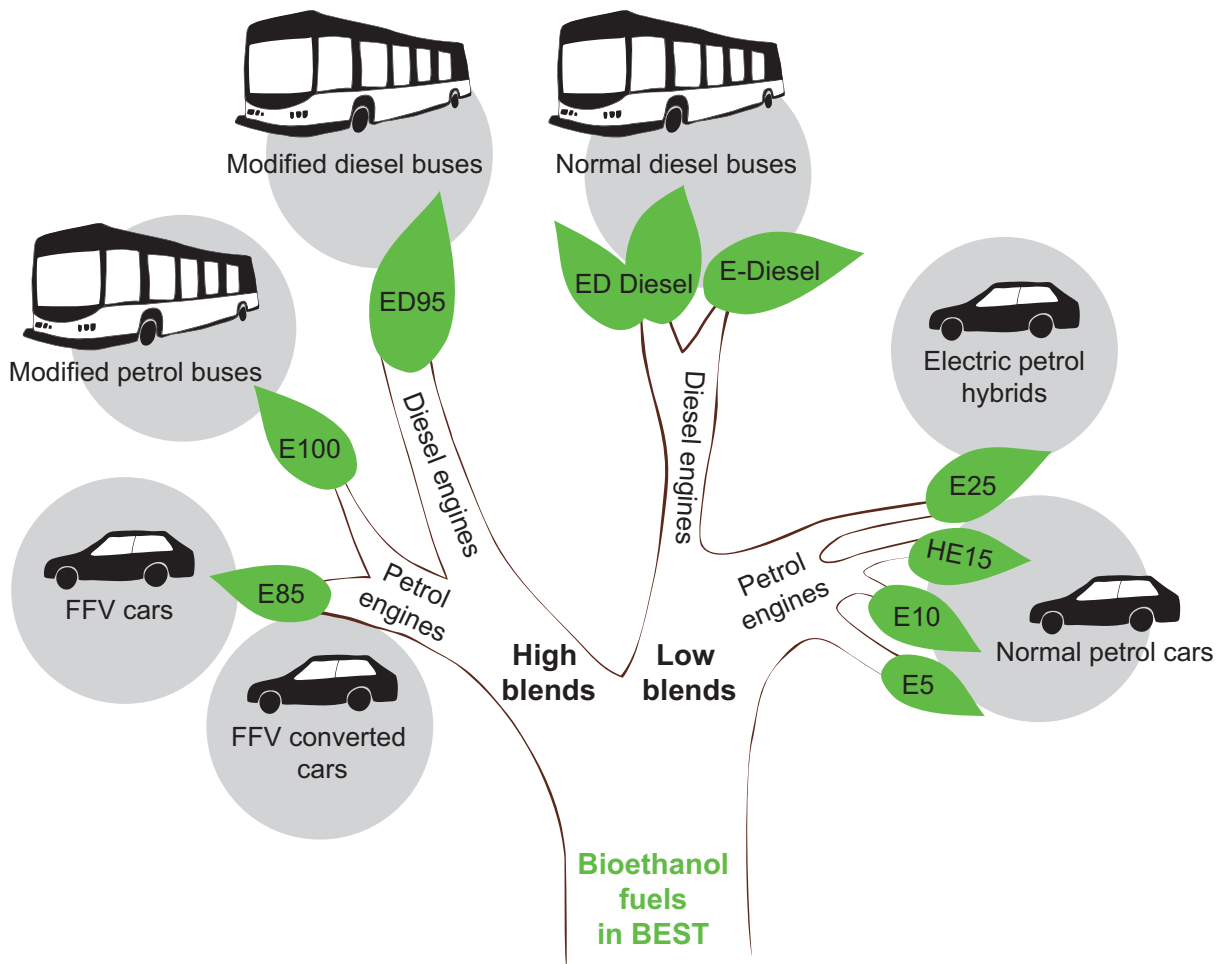 Modified diesel buses
Normal diesel buses
ED Diesel
E-Diesel
ED95
Modified petrol buses
Electric petrol
hybrids
E100
Diesel engines
Diesel engines
E25
HE15
E10
E5
Normal petrol cars
Petrol
engines
Petrol
engines
E85
FFV cars
FFV converted
cars
High
blends
Low
blends
Bioethanol
fuels
in BEST